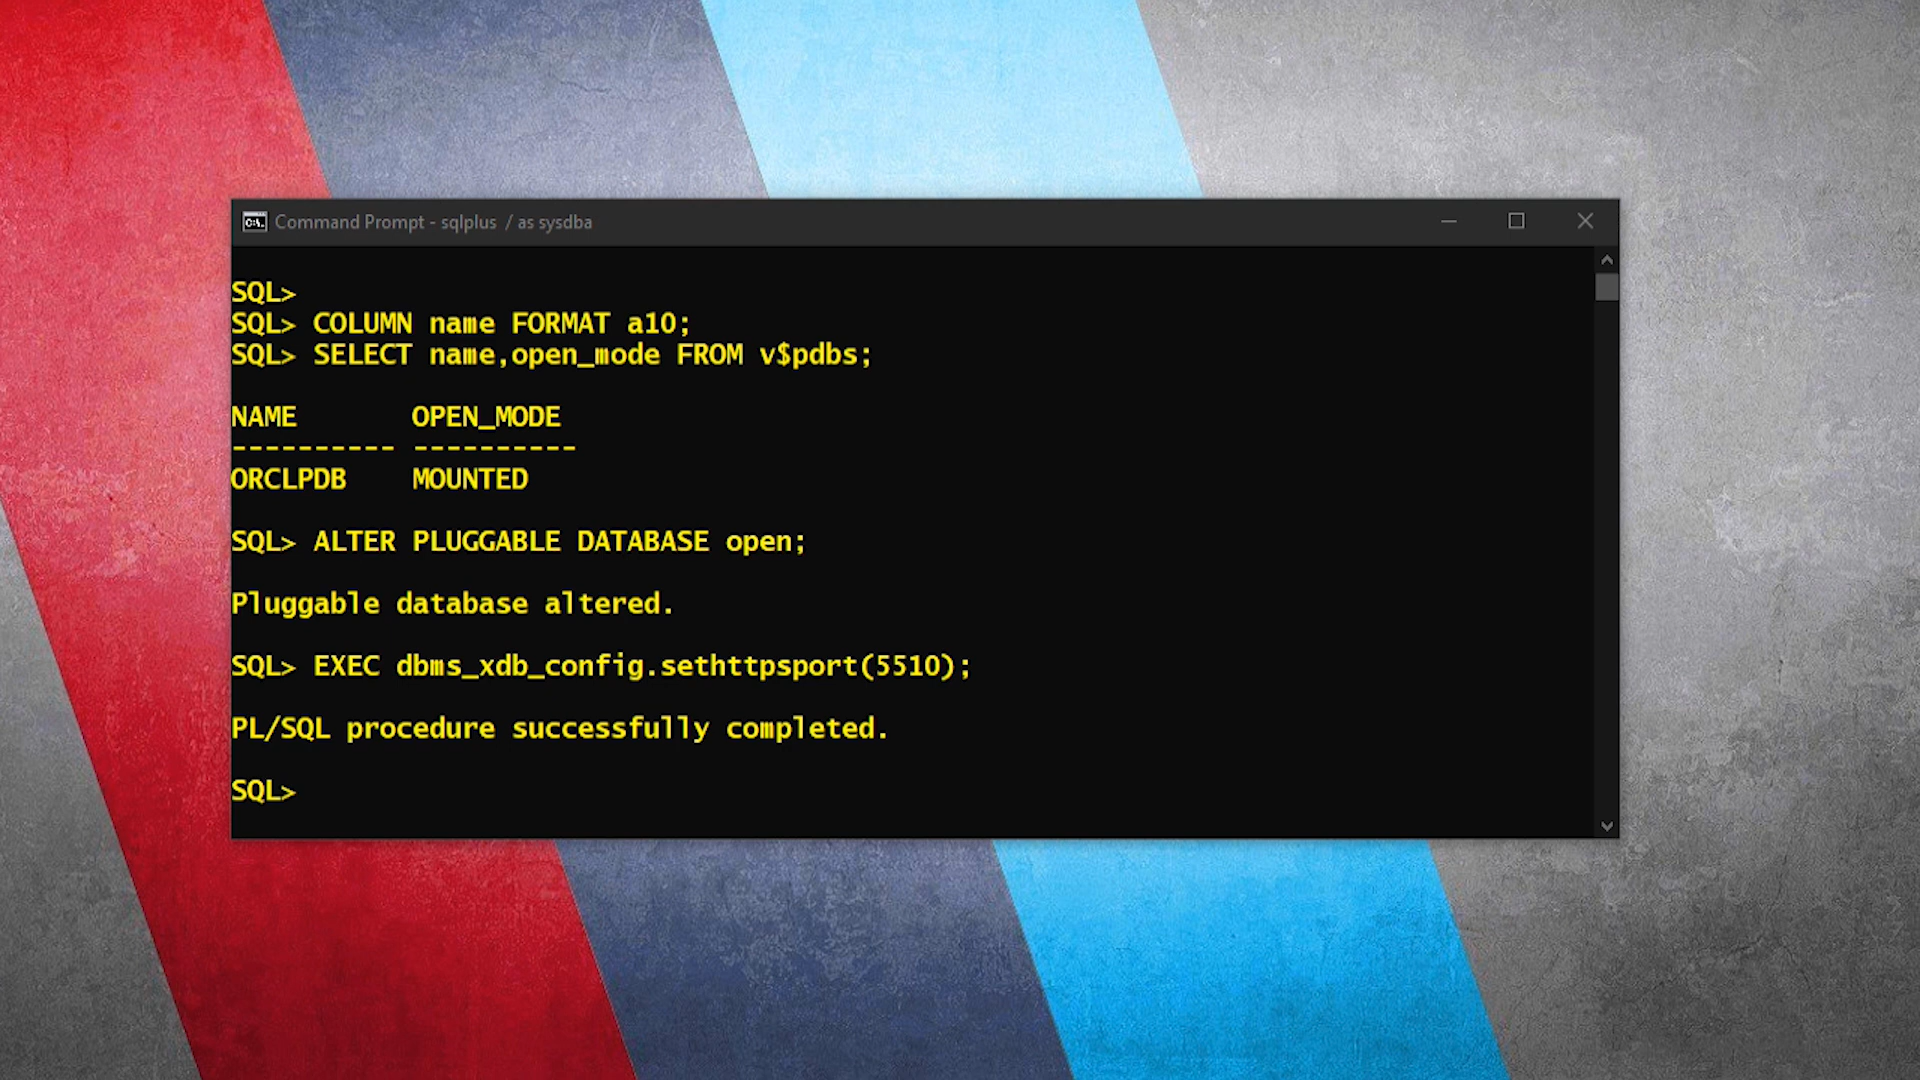 Command Prompt - sqlplus / as sysdba
SQL>
SQL> COLUMN name FORMAT a10;
SQL> SELECT name,open_mode FROM v$pdbs;
NAME       OPEN_MODE
---------- ----------
ORCLPDB    MOUNTED
SQL> ALTER PLUGGABLE DATABASE open;
Pluggable database altered.
SQL> EXEC dbms_xdb_config.sethttpsport(5510);
PL/SQL procedure successfully completed.
SQL>